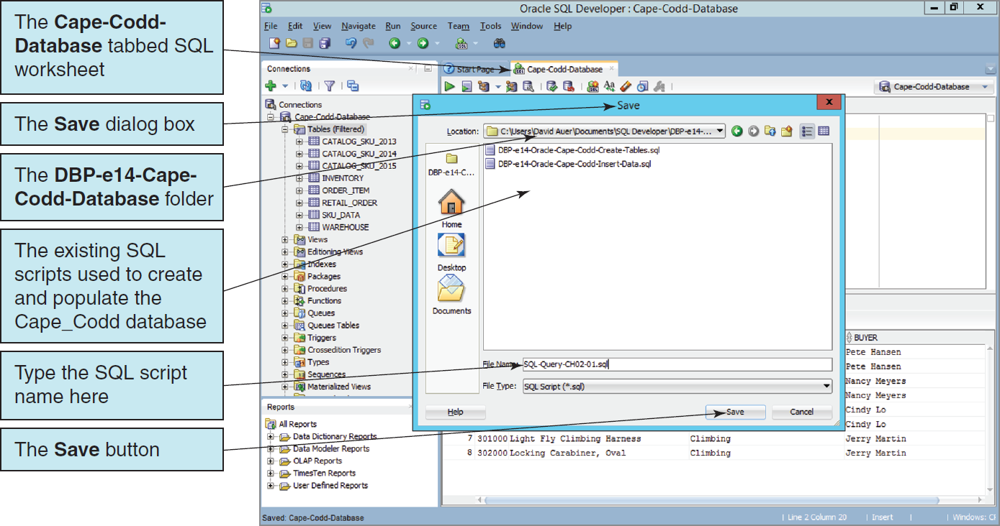 The Cape-Codd-
Database tabbed SQL
worksheet
The Save dialog box
The DBP-e14-Cape-
Codd-Database folder
The existing SQL
scripts used to create
and populate the
Cape_Codd database
Type the SQL script
name here
The Save button
Oracle SQL Developer : Cape-Codd-Database
File Edit View Navigate Run Source Team Tools Window Help
Connections
Start Page
Cape-Codd-Database
Cape-Codd-Database
Connections
Cape-Codd-Database
Tables (Filtered)
CATALOG_SKU_2013
CATALOG_SKU_2014
CATALOG_SKU_2015
INVENTORY
ORDER_ITEM
RETAIL_ORDER
SKU_DATA
WAREHOUSE
Views
Editioning Views
Indexes
Packages
Procedures
Functions
Queues
Queues Tables
Triggers
Crossedition Triggers
Types
Sequences
Materialized Views
Reports
All Reports
Data Dictionary Reports
Data Modeler Reports
OLAP Reports
TimesTen Reports
User Defined Reports
Save
Location: C:\Users\David Auer\Documents\SQL Developer\DBP-e14-...
DBP-e14-C...
Home
Desktop
Documents
DBP-e14-Oracle-Cape-Codd-Create-Tables.sql
DBP-e14-Oracle-Cape-Codd-Insert-Data.sql
File Name: SQL-Query-CH02-01.sql
File Type: SQL Script (*.sql)
Help Save Cancel
BUYER
Pete Hansen
Pete Hansen
Nancy Meyers
Nancy Meyers
Cindy Lo
Cindy Lo
7 301000 Light Fly Climbing Harness Climbing Jerry Martin
8 302000 Locking Carabiner, Oval Climbing Jerry Martin
Saved: Cape-Codd-Database
Line 2 Column 20 Insert Windows: